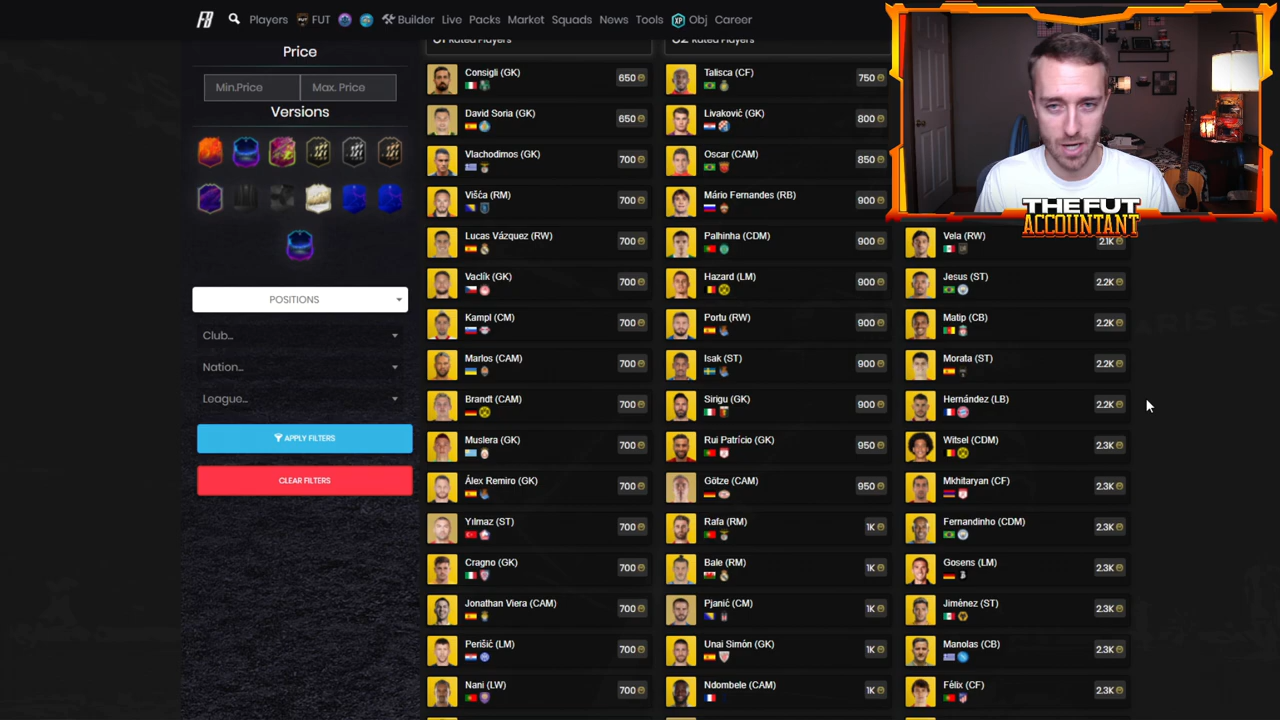 FB Players FUT Builder Live Packs Market Squads News Tools XP Obj Career
Price
Min.Price Max. Price
Versions
POSITIONS
Club...
Nation...
League...
APPLY FILTERS
CLEAR FILTERS
Rated Players
Consigli (GK) 650
David Soria (GK) 650
Vlachodimos (GK) 700
Višća (RM) 700
Lucas Vázquez (RW) 700
Vaclík (GK) 700
Kampl (CM) 700
Marlos (CAM) 700
Brandt (CAM) 700
Muslera (GK) 700
Álex Remiro (GK) 700
Yılmaz (ST) 700
Cragno (GK) 700
Jonathan Viera (CAM) 700
Perišić (LM) 700
Nani (LW) 700
Rated Players
Talisca (CF) 750
Livaković (GK) 800
Oscar (CAM) 850
Mário Fernandes (RB) 900
Palhinha (CDM) 900
Hazard (LM) 900
Portu (RW) 900
Isak (ST) 900
Sirigu (GK) 900
Rui Patrício (GK) 950
Götze (CAM) 950
Rafa (RM) 1K
Bale (RM) 1K
Pjanić (CM) 1K
Unai Simón (GK) 1K
Ndombele (CAM) 1K
Vela (RW) 2.1K
Jesus (ST) 2.2K
Matip (CB) 2.2K
Morata (ST) 2.2K
Hernández (LB) 2.2K
Witsel (CDM) 2.3K
Mkhitaryan (CF) 2.3K
Fernandinho (CDM) 2.3K
Gosens (LM) 2.3K
Jiménez (ST) 2.3K
Manolas (CB) 2.3K
Félix (CF) 2.3K
THE FUT
ACCOUNTANT